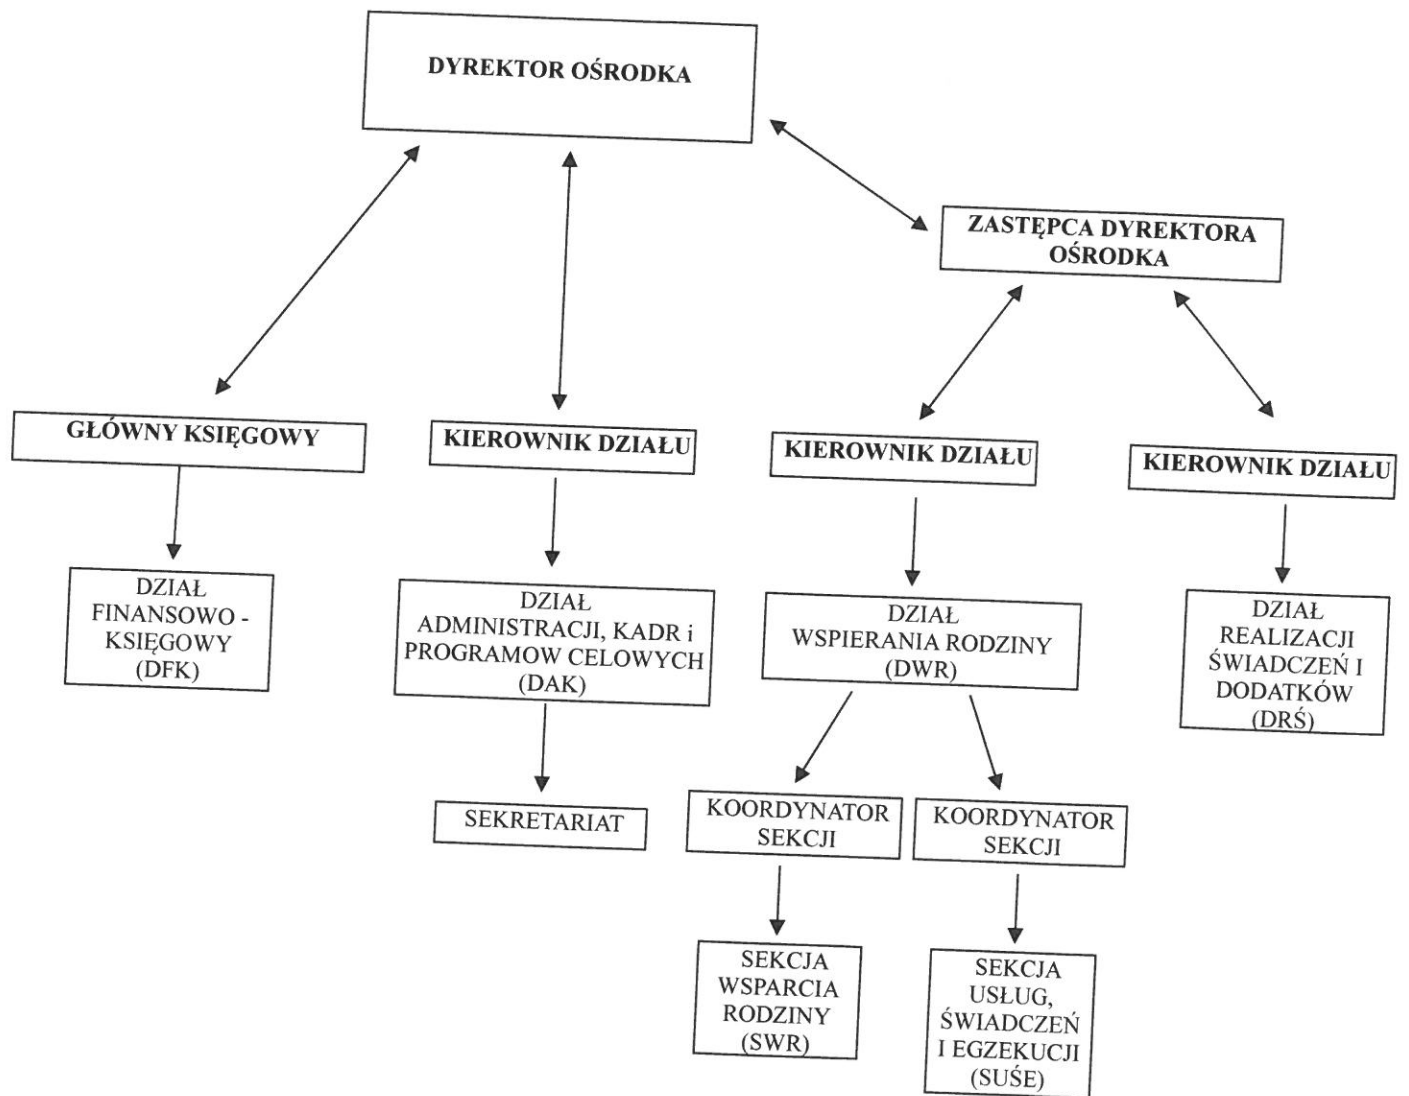 DYREKTOR OŚRODKA
ZASTĘPCA DYREKTORA
OŚRODKA
GŁÓWNY KSIĘGOWY
KIEROWNIK DZIAŁU
KIEROWNIK DZIAŁU
KIEROWNIK DZIAŁU
DZIAŁ
FINANSOWO -
KSIĘGOWY
(DFK)
DZIAŁ
ADMINISTRACJI, KADR i
PROGRAMOW CELOWYCH
(DAK)
DZIAŁ
WSPIERANIA RODZINY
(DWR)
DZIAŁ
REALIZACJI
ŚWIADCZEŃ I
DODATKÓW
(DRŚ)
SEKRETARIAT
KOORDYNATOR
SEKCJI
KOORDYNATOR
SEKCJI
SEKCJA
WSPARCIA
RODZINY
(SWR)
SEKCJA
USŁUG,
ŚWIADCZEŃ
I EGZEKUCJI
(SUŚE)